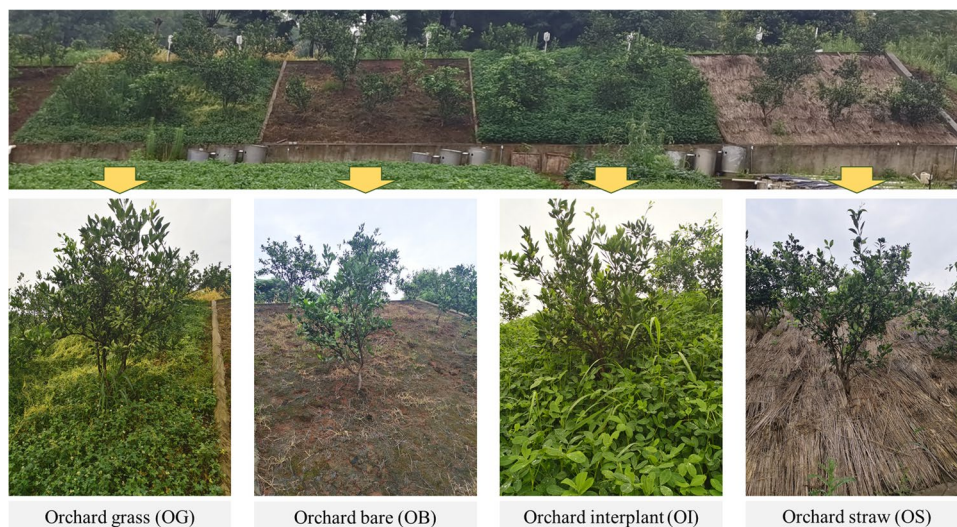 Orchard grass (OG)
Orchard bare (OB)
Orchard interplant (OI)
Orchard straw (OS)